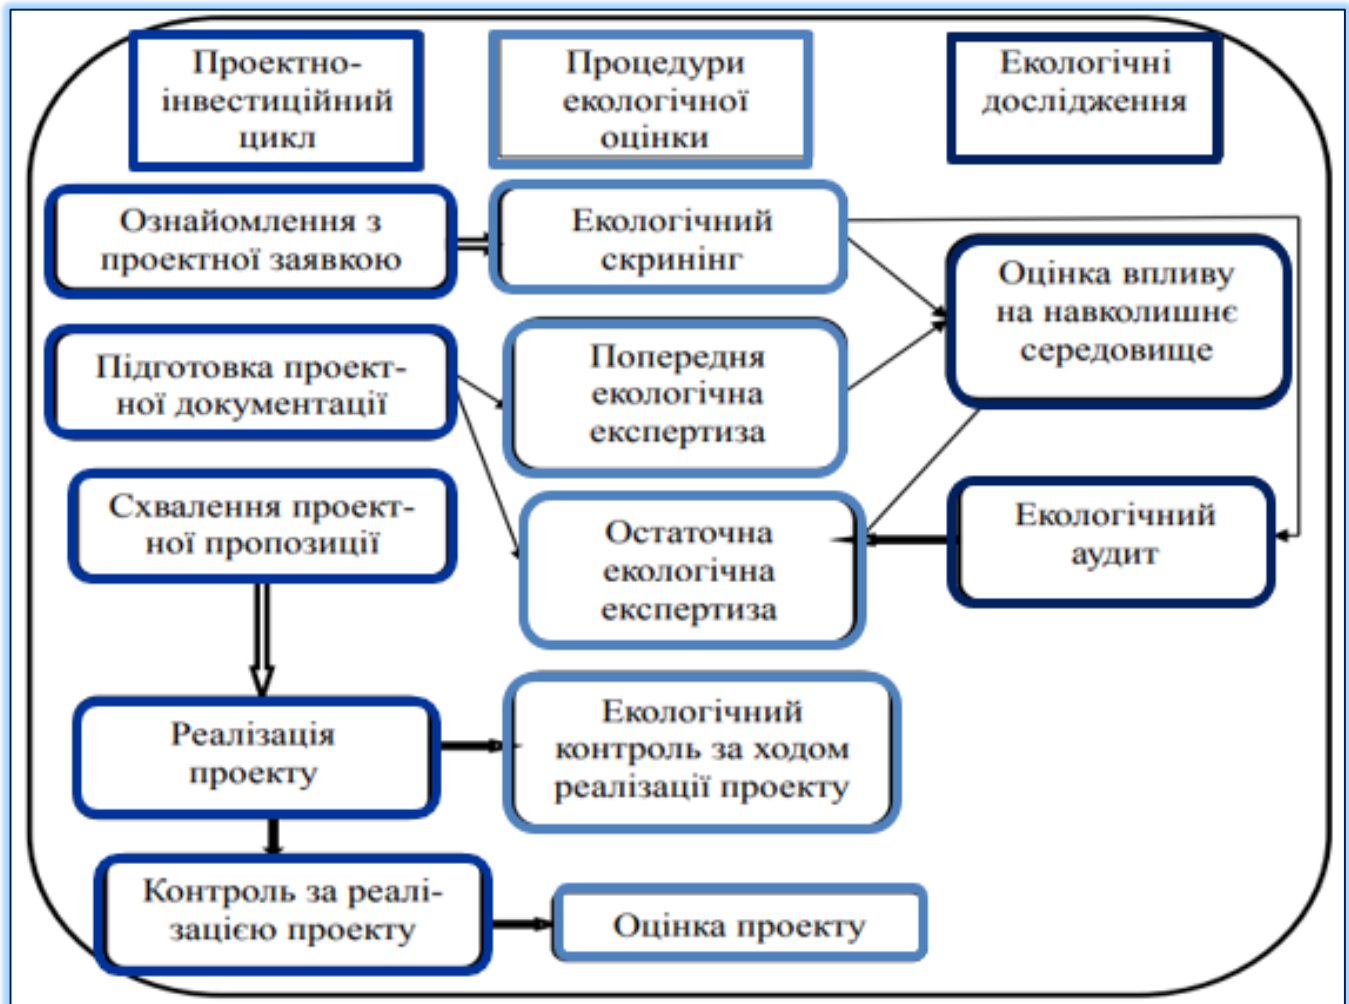 Проектно-
інвестиційний
цикл
Процедури
екологічної
оцінки
Екологічні
дослідження
Ознайомлення з
проектної заявкою
Екологічний
скринінг
Оцінка впливу
на навколишнє
середовище
Підготовка проект-
ної документації
Попередня
екологічна
експертиза
Схвалення проект-
ної пропозиції
Остаточна
екологічна
експертиза
Екологічний
аудит
Реалізація
проекту
Екологічний
контроль за ходом
реалізації проекту
Контроль за реалі-
зацією проекту
Оцінка проекту